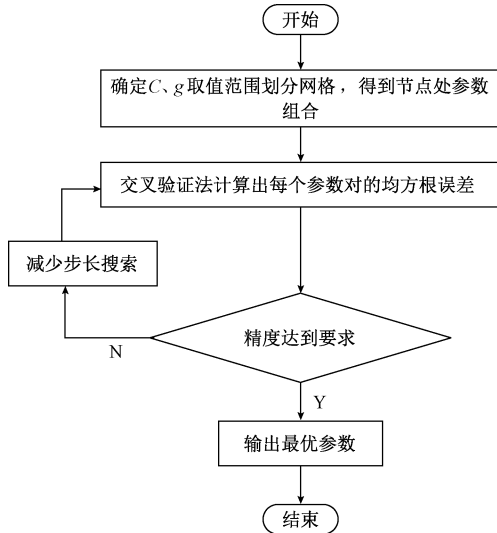 开始
确定C、g取值范围划分网格，得到节点处参数
组合
交叉验证法计算出每个参数对的均方根误差
减少步长搜索
精度达到要求
N
Y
输出最优参数
结束